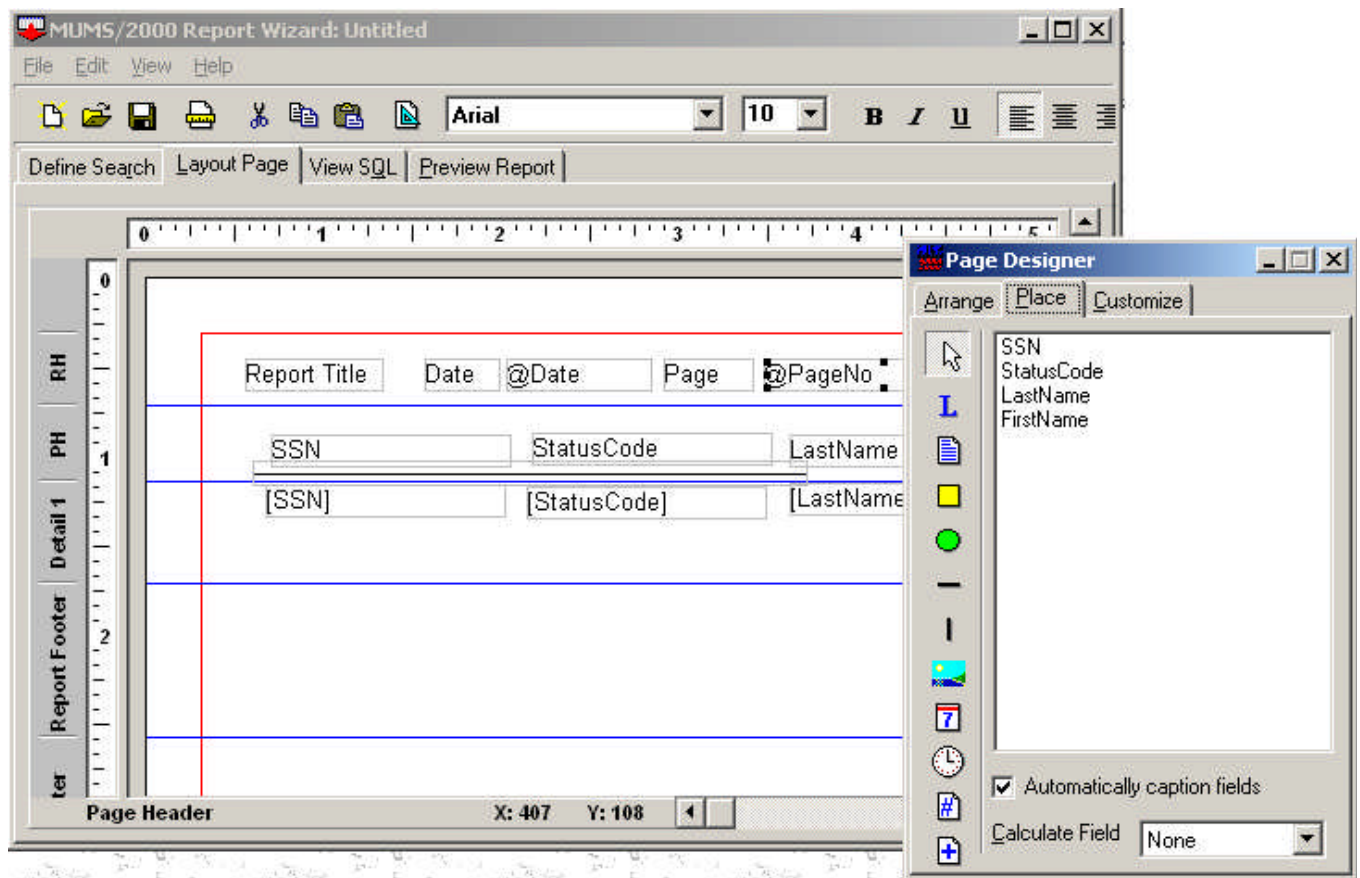 MUMS/2000 Report Wizard: Untitled
File Edit View Help
Arial 10 B I U
Define Search Layout Page View SQL Preview Report
0 1 2 3 4 5
0
RH
Report Title Date @Date Page @PageNo
PH
1
SSN StatusCode LastName
Detail 1
[SSN] [StatusCode] [LastName
Report Footer
2
ter
Page Header X: 407 Y: 108
Page Designer
Arrange Place Customize
L
7
#
SSN
StatusCode
LastName
FirstName
Automatically caption fields
Calculate Field None